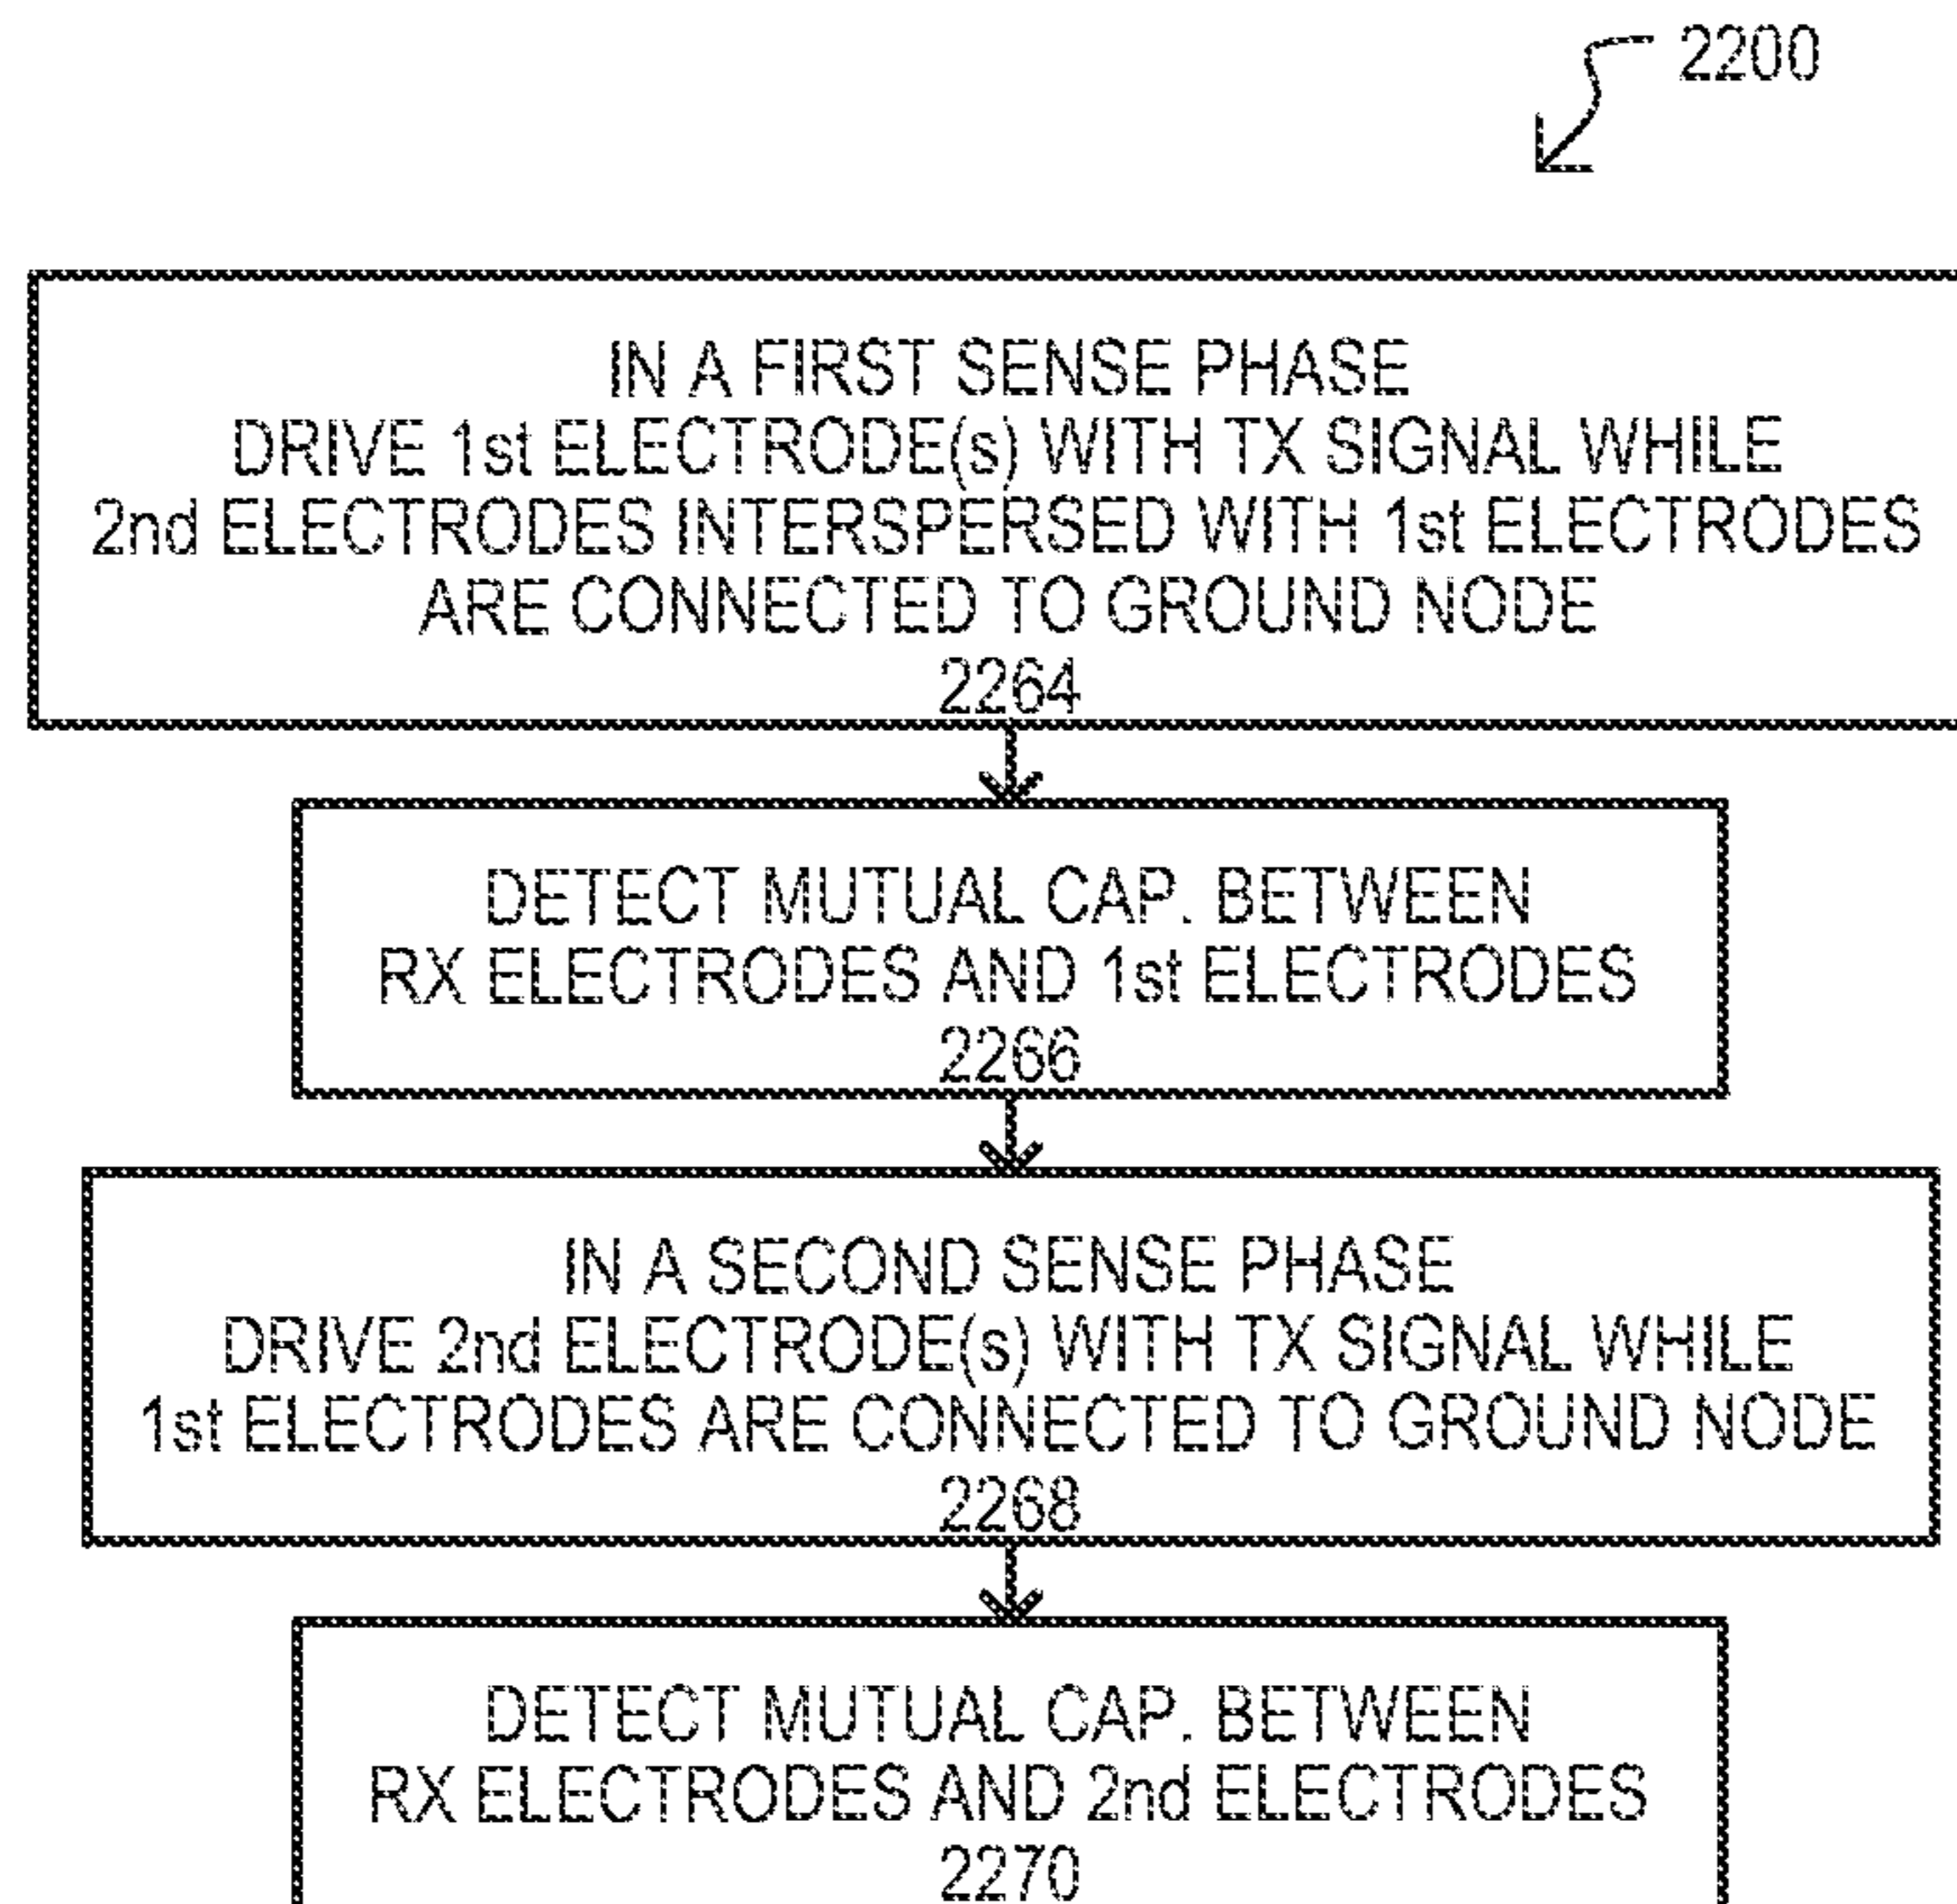 2200
IN A FIRST SENSE PHASE
DRIVE 1st ELECTRODE(s) WITH TX SIGNAL WHILE
2nd ELECTRODES INTERSPERSED WITH 1st ELECTRODES
ARE CONNECTED TO GROUND NODE
2264
DETECT MUTUAL CAP. BETWEEN
RX ELECTRODES AND 1st ELECTRODES
2266
IN A SECOND SENSE PHASE
DRIVE 2nd ELECTRODE(s) WITH TX SIGNAL WHILE
1st ELECTRODES ARE CONNECTED TO GROUND NODE
2268
DETECT MUTUAL CAP. BETWEEN
RX ELECTRODES AND 2nd ELECTRODES
2270